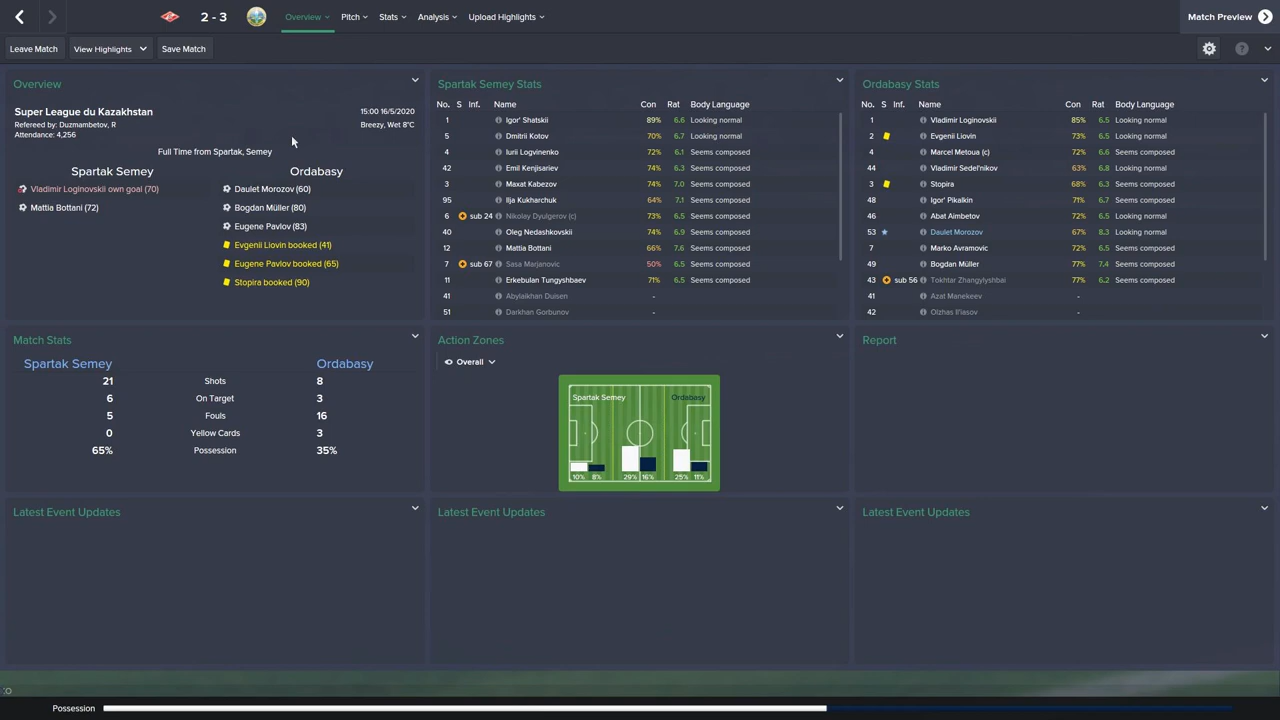 2 - 3
Overview
Pitch
Stats
Analysis
Upload Highlights
Match Preview
Leave Match
View Highlights
Save Match
Overview
Super League du Kazakhstan
15:00 16/5/2020
Refereed by: Duzmambetov, R
Breezy, Wet 8°C
Attendance: 4,256
Full Time from Spartak, Semey
Spartak Semey
Ordabasy
Vladimir Loginovskii own goal (70)
Daulet Morozov (60)
Mattia Bottani (72)
Bogdan Müller (80)
Eugene Pavlov (83)
Evgenii Liovin booked (41)
Eugene Pavlov booked (65)
Stopira booked (90)
Spartak Semey Stats
No. S Inf. Name Con Rat Body Language
1 Igor' Shatskii 89% 6.6 Looking normal
5 Dmitrii Kotov 70% 6.7 Looking normal
4 Iurii Logvinenko 72% 6.1 Seems composed
42 Emil Kenjisariev 74% 6.3 Seems composed
3 Maxat Kabezov 74% 7.0 Seems composed
95 Ilja Kukharchuk 64% 7.1 Seems composed
6 sub 24 Nikolay Dyulgerov (c) 73% 6.5 Seems composed
40 Oleg Nedashkovskii 74% 6.9 Seems composed
12 Mattia Bottani 66% 7.6 Seems composed
7 sub 67 Sasa Marjanovic 50% 6.5 Seems composed
11 Erkebulan Tungyshbaev 71% 6.5 Seems composed
41 Abylaikhan Duisen -
51 Darkhan Gorbunov -
Ordabasy Stats
No. S Inf. Name Con Rat Body Language
1 Vladimir Loginovskii 85% 6.5 Looking normal
2 Evgenii Liovin 73% 6.5 Looking normal
4 Marcel Metoua (c) 72% 6.6 Seems composed
44 Vladimir Sedel'nikov 63% 6.8 Looking normal
3 Stopira 68% 6.3 Seems composed
48 Igor' Pikalkin 71% 6.7 Seems composed
46 Abat Aimbetov 72% 6.5 Looking normal
53 Daulet Morozov 67% 8.3 Looking normal
7 Marko Avramovic 72% 6.5 Seems composed
49 Bogdan Müller 77% 7.4 Seems composed
43 sub 56 Tokhtar Zhangylyshbai 77% 6.2 Seems composed
41 Azat Manekeev -
42 Olzhas Il'iasov -
Match Stats
Spartak Semey
Ordabasy
21 Shots 8
6 On Target 3
5 Fouls 16
0 Yellow Cards 3
65% Possession 35%
Action Zones
Overall
Spartak Semey Ordabasy
10% 8% 29% 16% 25% 11%
Report
Latest Event Updates
Latest Event Updates
Latest Event Updates
Possession